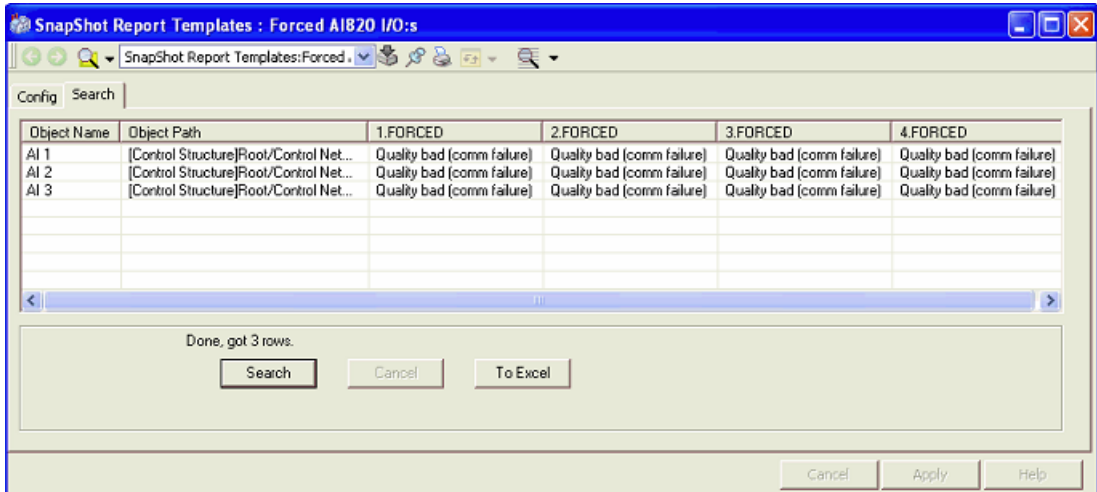 SnapShot Report Templates : Forced AI820 I/O:s
SnapShot Report Templates:Forced .
Config Search
Object Name Object Path 1.FORCED 2.FORCED 3.FORCED 4.FORCED
AI 1 [Control Structure]Root/Control Net... Quality bad (comm failure) Quality bad (comm failure) Quality bad (comm failure) Quality bad (comm failure)
AI 2 [Control Structure]Root/Control Net... Quality bad (comm failure) Quality bad (comm failure) Quality bad (comm failure) Quality bad (comm failure)
AI 3 [Control Structure]Root/Control Net... Quality bad (comm failure) Quality bad (comm failure) Quality bad (comm failure) Quality bad (comm failure)
Done, got 3 rows.
Search Cancel To Excel
Cancel Apply Help